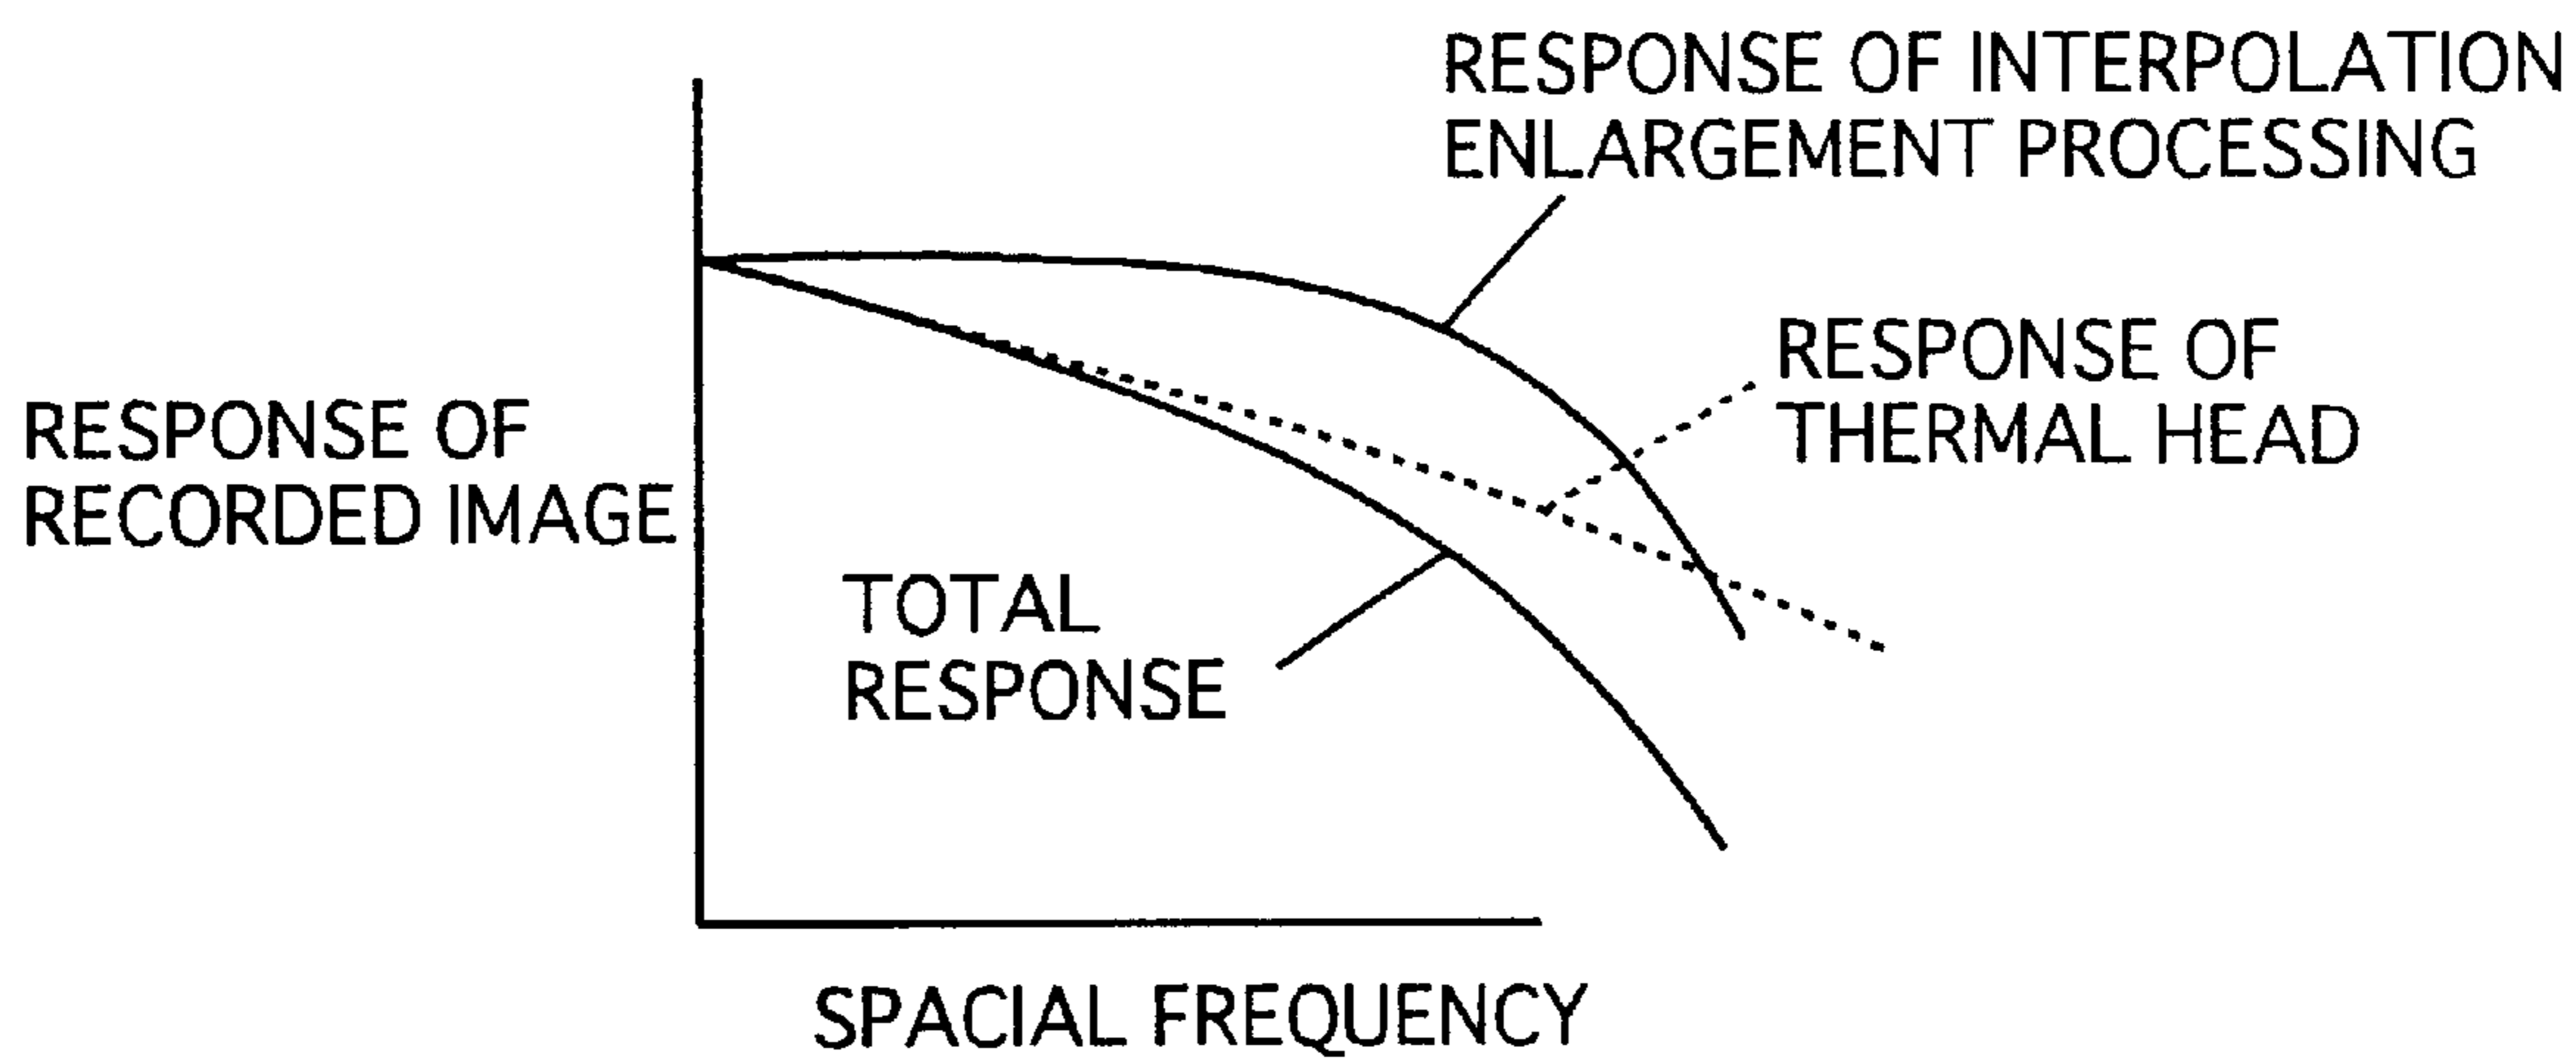 RESPONSE OF INTERPOLATION
ENLARGEMENT PROCESSING
RESPONSE OF
THERMAL HEAD
RESPONSE OF
RECORDED IMAGE
TOTAL
RESPONSE
SPACIAL FREQUENCY